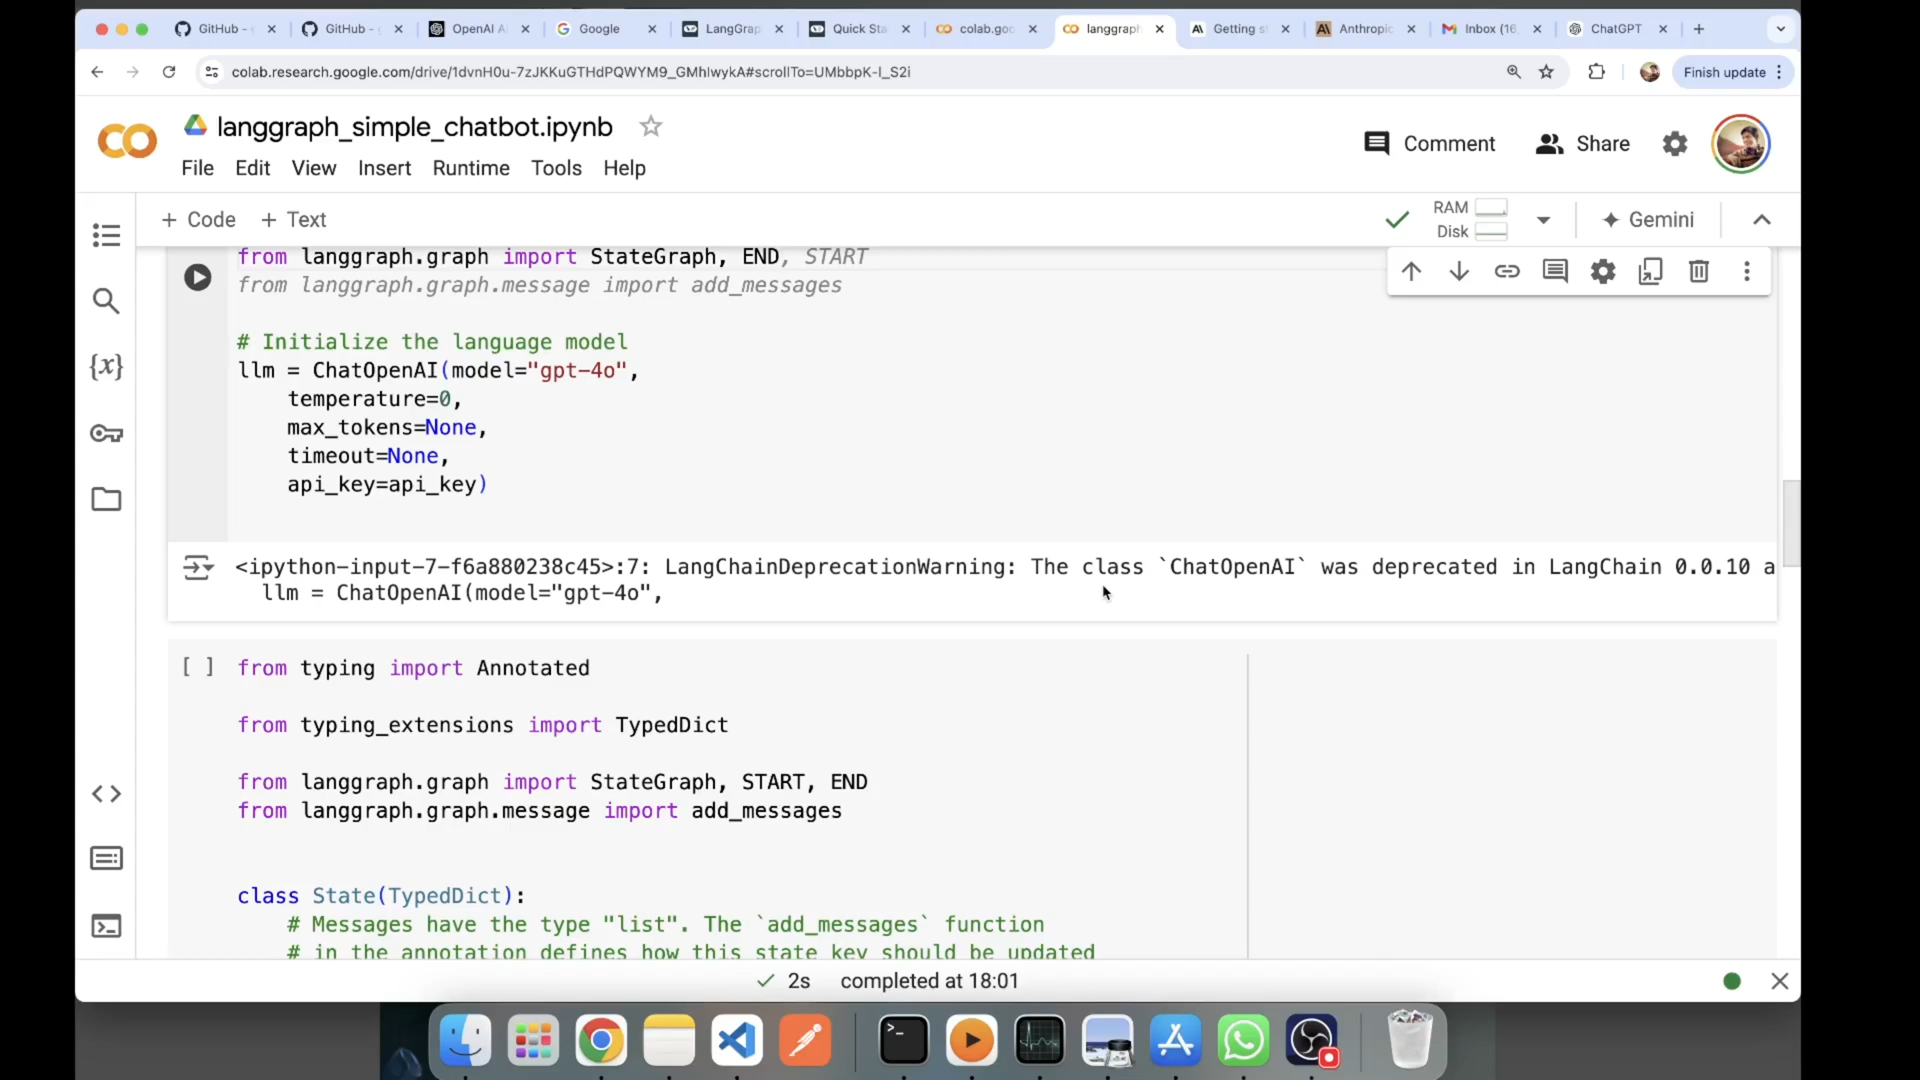 GitHub -
GitHub -
OpenAI A
Google
LangGrap
Quick Sta
colab.goo
langgraph
Getting s
Anthropic
Inbox (16,
ChatGPT
colab.research.google.com/drive/1dvnH0u-7zJKKuGTHdPQWYM9_GMhlwykA#scrollTo=UMbbpK-l_S2i
Finish update
CO
langgraph_simple_chatbot.ipynb
File Edit View Insert Runtime Tools Help
Comment
Share
+ Code + Text
RAM
Disk
Gemini
from langgraph.graph import StateGraph, END, START
from langgraph.graph.message import add_messages
# Initialize the language model
llm = ChatOpenAI(model="gpt-4o",
temperature=0,
max_tokens=None,
timeout=None,
api_key=api_key)
<ipython-input-7-f6a880238c45>:7: LangChainDeprecationWarning: The class `ChatOpenAI` was deprecated in LangChain 0.0.10 a
llm = ChatOpenAI(model="gpt-4o",
[ ]
from typing import Annotated
from typing_extensions import TypedDict
from langgraph.graph import StateGraph, START, END
from langgraph.graph.message import add_messages
class State(TypedDict):
# Messages have the type "list". The `add_messages` function
# in the annotation defines how this state key should be updated
{x}
<>
2s completed at 18:01